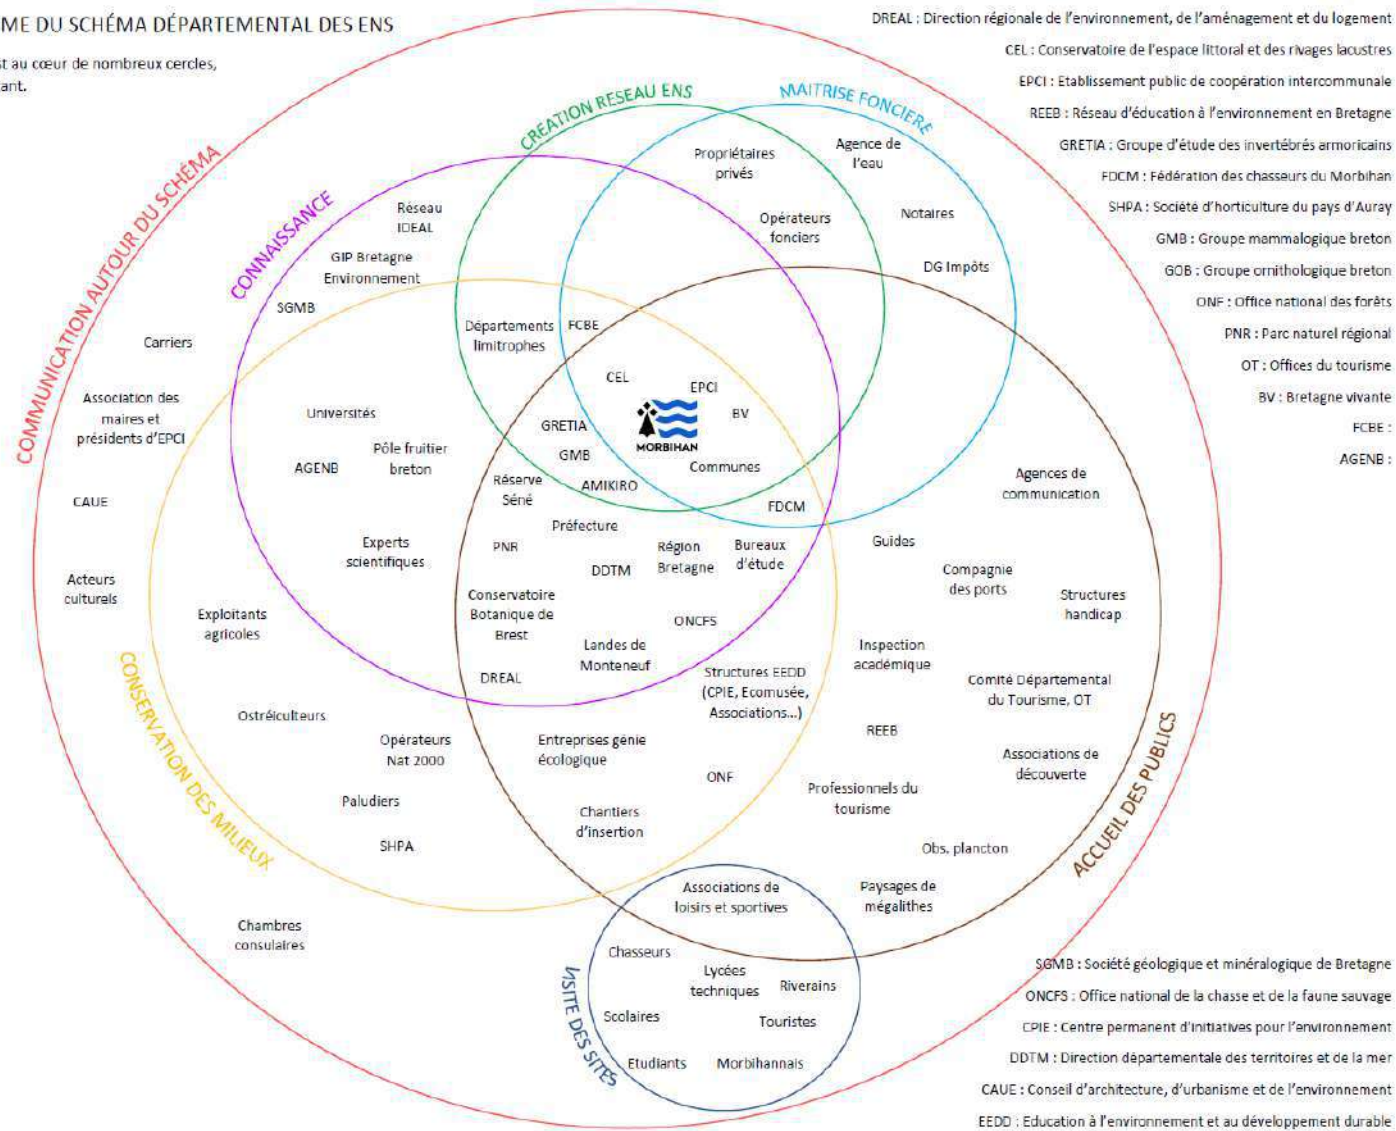 ME DU SCHÉMA DÉPARTEMENTAL DES ENS
st au cœur de nombreux cercles,
ant.
DREAL : Direction régionale de l'environnement, de l'aménagement et du logement
CEL : Conservatoire de l'espace littoral et des rivages lacustres
EPCI : Etablissement public de coopération intercommunale
REEB : Réseau d'éducation à l'environnement en Bretagne
GRETIA : Groupe d'étude des invertébrés armoricains
FDCM : Fédération des chasseurs du Morbihan
SHPA : Société d'horticulture du pays d'Auray
GMB : Groupe mammalogique breton
GOB : Groupe ornithologique breton
ONF : Office national des forêts
PNR : Parc naturel régional
OT : Offices du tourisme
BV : Bretagne vivante
FCBE :
AGENB :
COMMUNICATION AUTOUR DU SCHÉMA
CONNAISSANCE
CREATION RESEAU ENS
MAITRISE FONCIERE
Propriétaires
privés
Agence de
l'eau
Opérateurs
fonciers
Notaires
DG Impôts
Réseau
IDEAL
GIP Bretagne
Environnement
SGMB
Départements
limitrophes
FCBE
Carriers
Association des
maires et
présidents d'EPCI
CAUE
Acteurs
culturels
CEL
EPCI
BV
MORBIHAN
GRETIA
GMB
Communes
AMIKIRO
Réserve
Séné
FDCM
Universités
Pôle fruitier
breton
AGENB
Experts
scientifiques
Préfecture
PNR
DDTM
Région
Bretagne
Bureaux
d'étude
Conservatoire
Botanique de
Brest
ONCFS
Landes de
Monteneuf
DREAL
Structures EEDD
(CPIE, Ecomusée,
Associations...)
Agences de
communication
Guides
Compagnie
des ports
Structures
handicap
Inspection
académique
Comité Départemental
du Tourisme, OT
REEB
Associations de
découverte
Professionnels du
tourisme
Obs. plancton
Paysages de
mégalithes
ACCUEIL DES PUBLICS
Exploitants
agricoles
Ostréiculteurs
Opérateurs
Nat 2000
Paludiers
SHPA
CONSERVATION DES MILIEUX
Entreprises génie
écologique
ONF
Chantiers
d'insertion
Chambres
consulaires
Associations de
loisirs et sportives
Chasseurs
Lycées
techniques
Riverains
Scolaires
Touristes
Etudiants
Morbihannais
VISITE DES SITES
SGMB : Société géologique et minéralogique de Bretagne
ONCFS : Office national de la chasse et de la faune sauvage
CPIE : Centre permanent d'initiatives pour l'environnement
DDTM : Direction départementale des territoires et de la mer
CAUE : Conseil d'architecture, d'urbanisme et de l'environnement
EEDD : Education à l'environnement et au développement durable